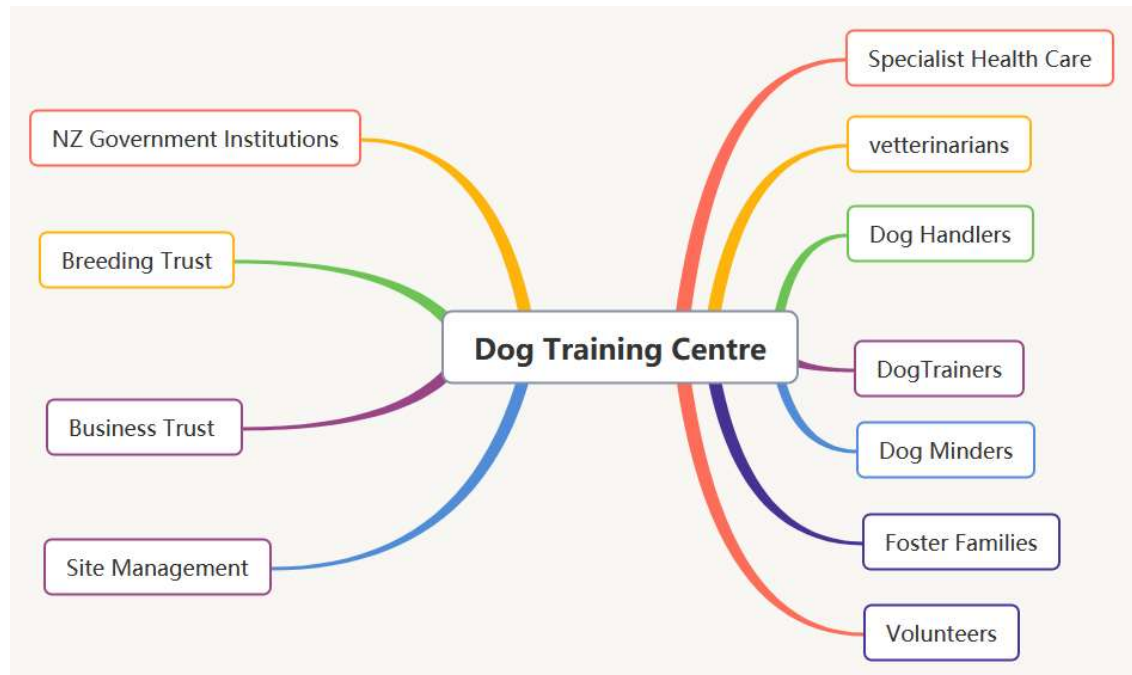 Specialist Health Care
NZ Government Institutions
vetterinarians
Dog Handlers
Breeding Trust
Dog Training Centre
DogTrainers
Business Trust
Dog Minders
Foster Families
Site Management
Volunteers